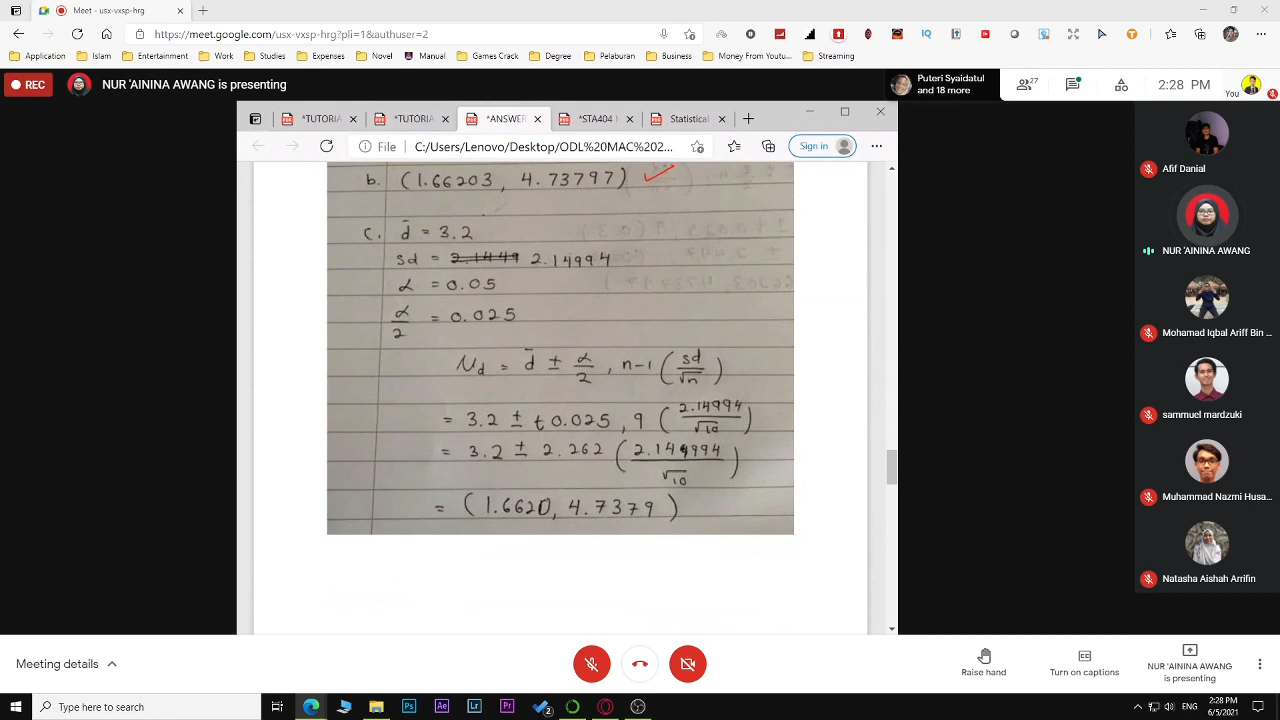 Meet - usx-vxsp-hrg
https://meet.google.com/usx-vxsp-hrg?pli=1&authuser=2
Application Entertainment Work Studies Novel Manual Games Crack Degree Pelaburan Business Money From Youtu... Streaming
REC
NUR 'AININA AWANG is presenting
Puteri Syaidatul
and 18 more
27
2:28 PM
You
*TUTORIA
*TUTORIA
*ANSWER
*STA404 M
Statistical
File
C:/Users/Lenovo/Desktop/ODL%20MAC%202...
Sign in
b. (1.66203, 4.73797)
c. d̄ = 3.2
sd = 2.1449 2.14994
α = 0.05
α/2 = 0.025
μd = d̄ ± α/2, n-1 (sd/√n)
= 3.2 ± t 0.025, 9 (2.14994/√10)
= 3.2 ± 2.262 (2.149994/√10)
= (1.6620, 4.7379)
Afif Danial
NUR 'AININA AWANG
Mohamad Iqbal Ariff Bin ...
sammuel mardzuki
Muhammad Nazmi Husa...
Natasha Aishah Arrifin
Meeting details
Raise hand
Turn on captions
NUR 'AININA AWANG
is presenting
Type here to search
ENG
2:28 PM
6/5/2021